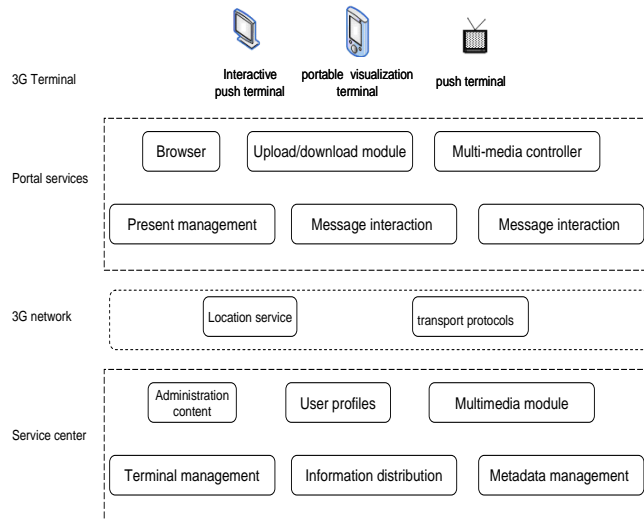 3G Terminal
Interactive
push terminal
portable visualization
terminal
push terminal
Portal services
Browser
Upload/download module
Multi-media controller
Present management
Message interaction
Message interaction
3G network
Location service
transport protocols
Service center
Administration
content
User profiles
Multimedia module
Terminal management
Information distribution
Metadata management